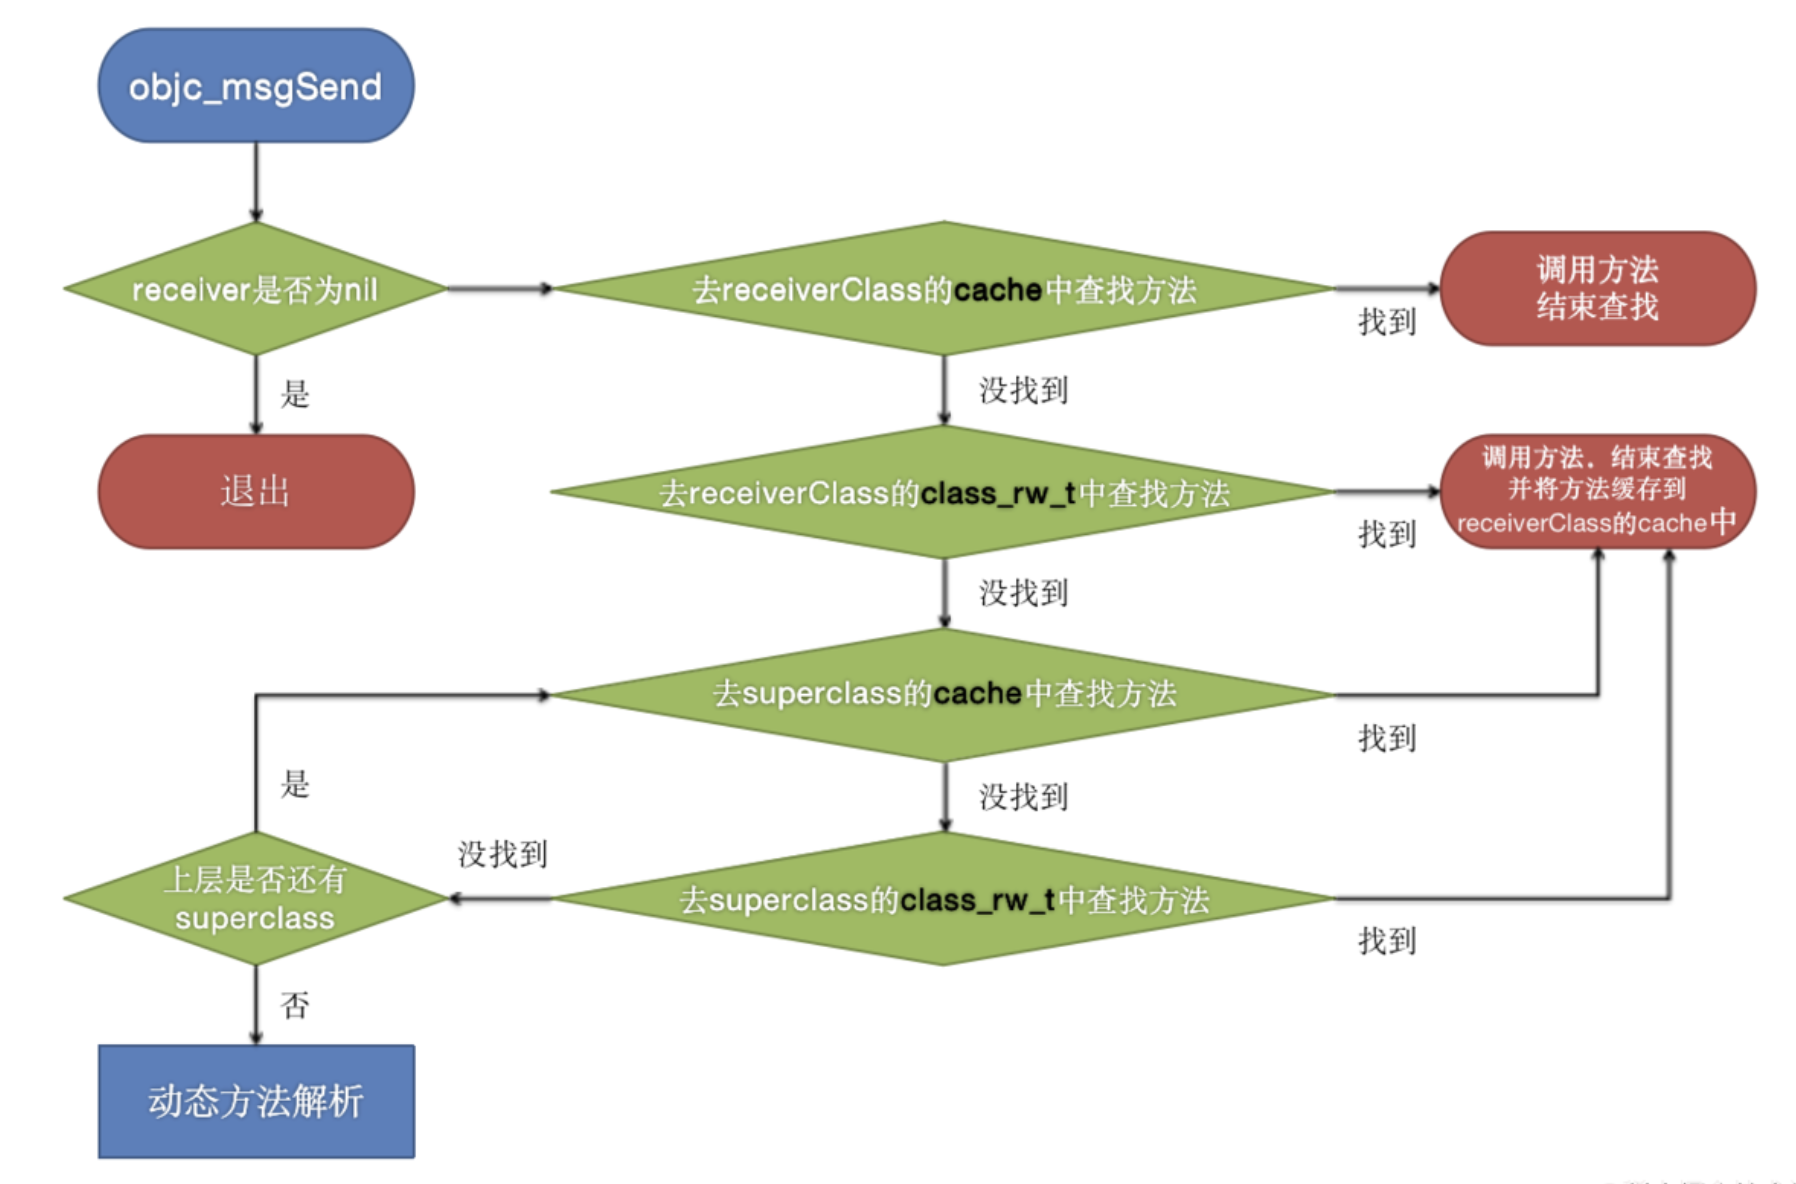 objc_msgSend
receiver是否为nil
去receiverClass的cache中查找方法
找到
调用方法
结束查找
是
没找到
退出
去receiverClass的class_rw_t中查找方法
找到
调用方法．结束查找
并将方法缓存到
receiverClass的cache中
没找到
去superclass的cache中查找方法
找到
是
没找到
没找到
上层是否还有
superclass
去superclass的class_rw_t中查找方法
找到
否
动态方法解析